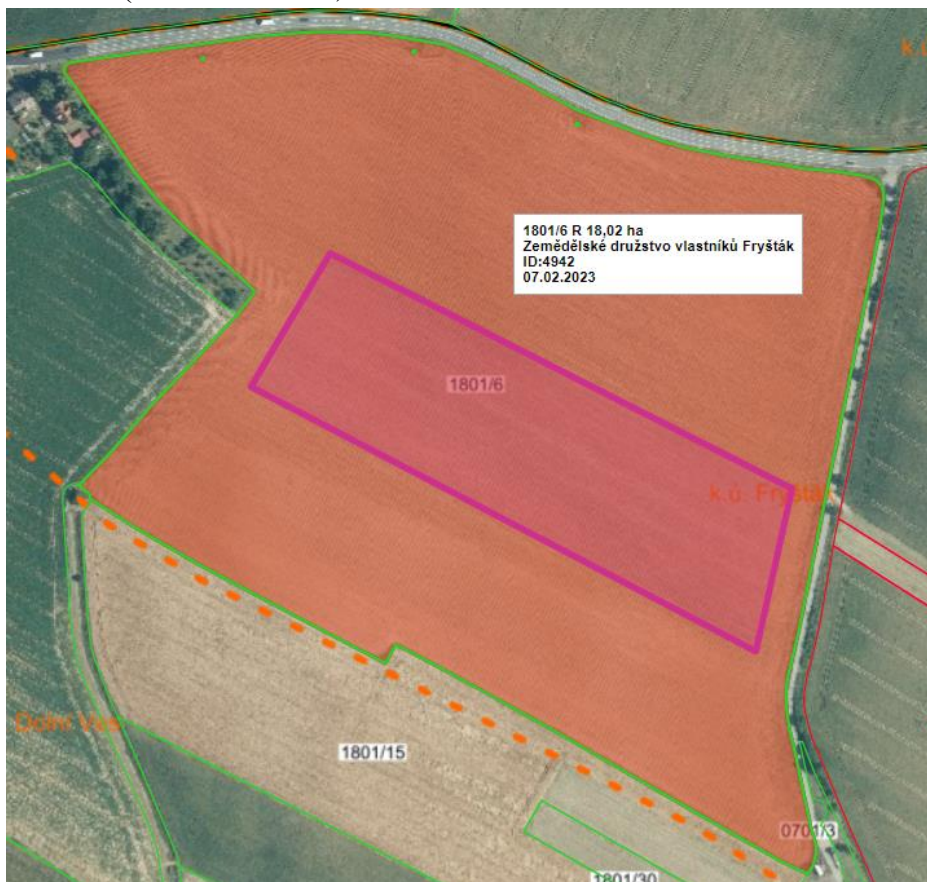 k.ú
1801/6 R 18,02 ha
Zemědělské družstvo vlastníků Fryšták
ID:4942
07.02.2023
1801/6
k.ú. Fryšták
Dolní Ves
1801/15
0701/3
1801/30